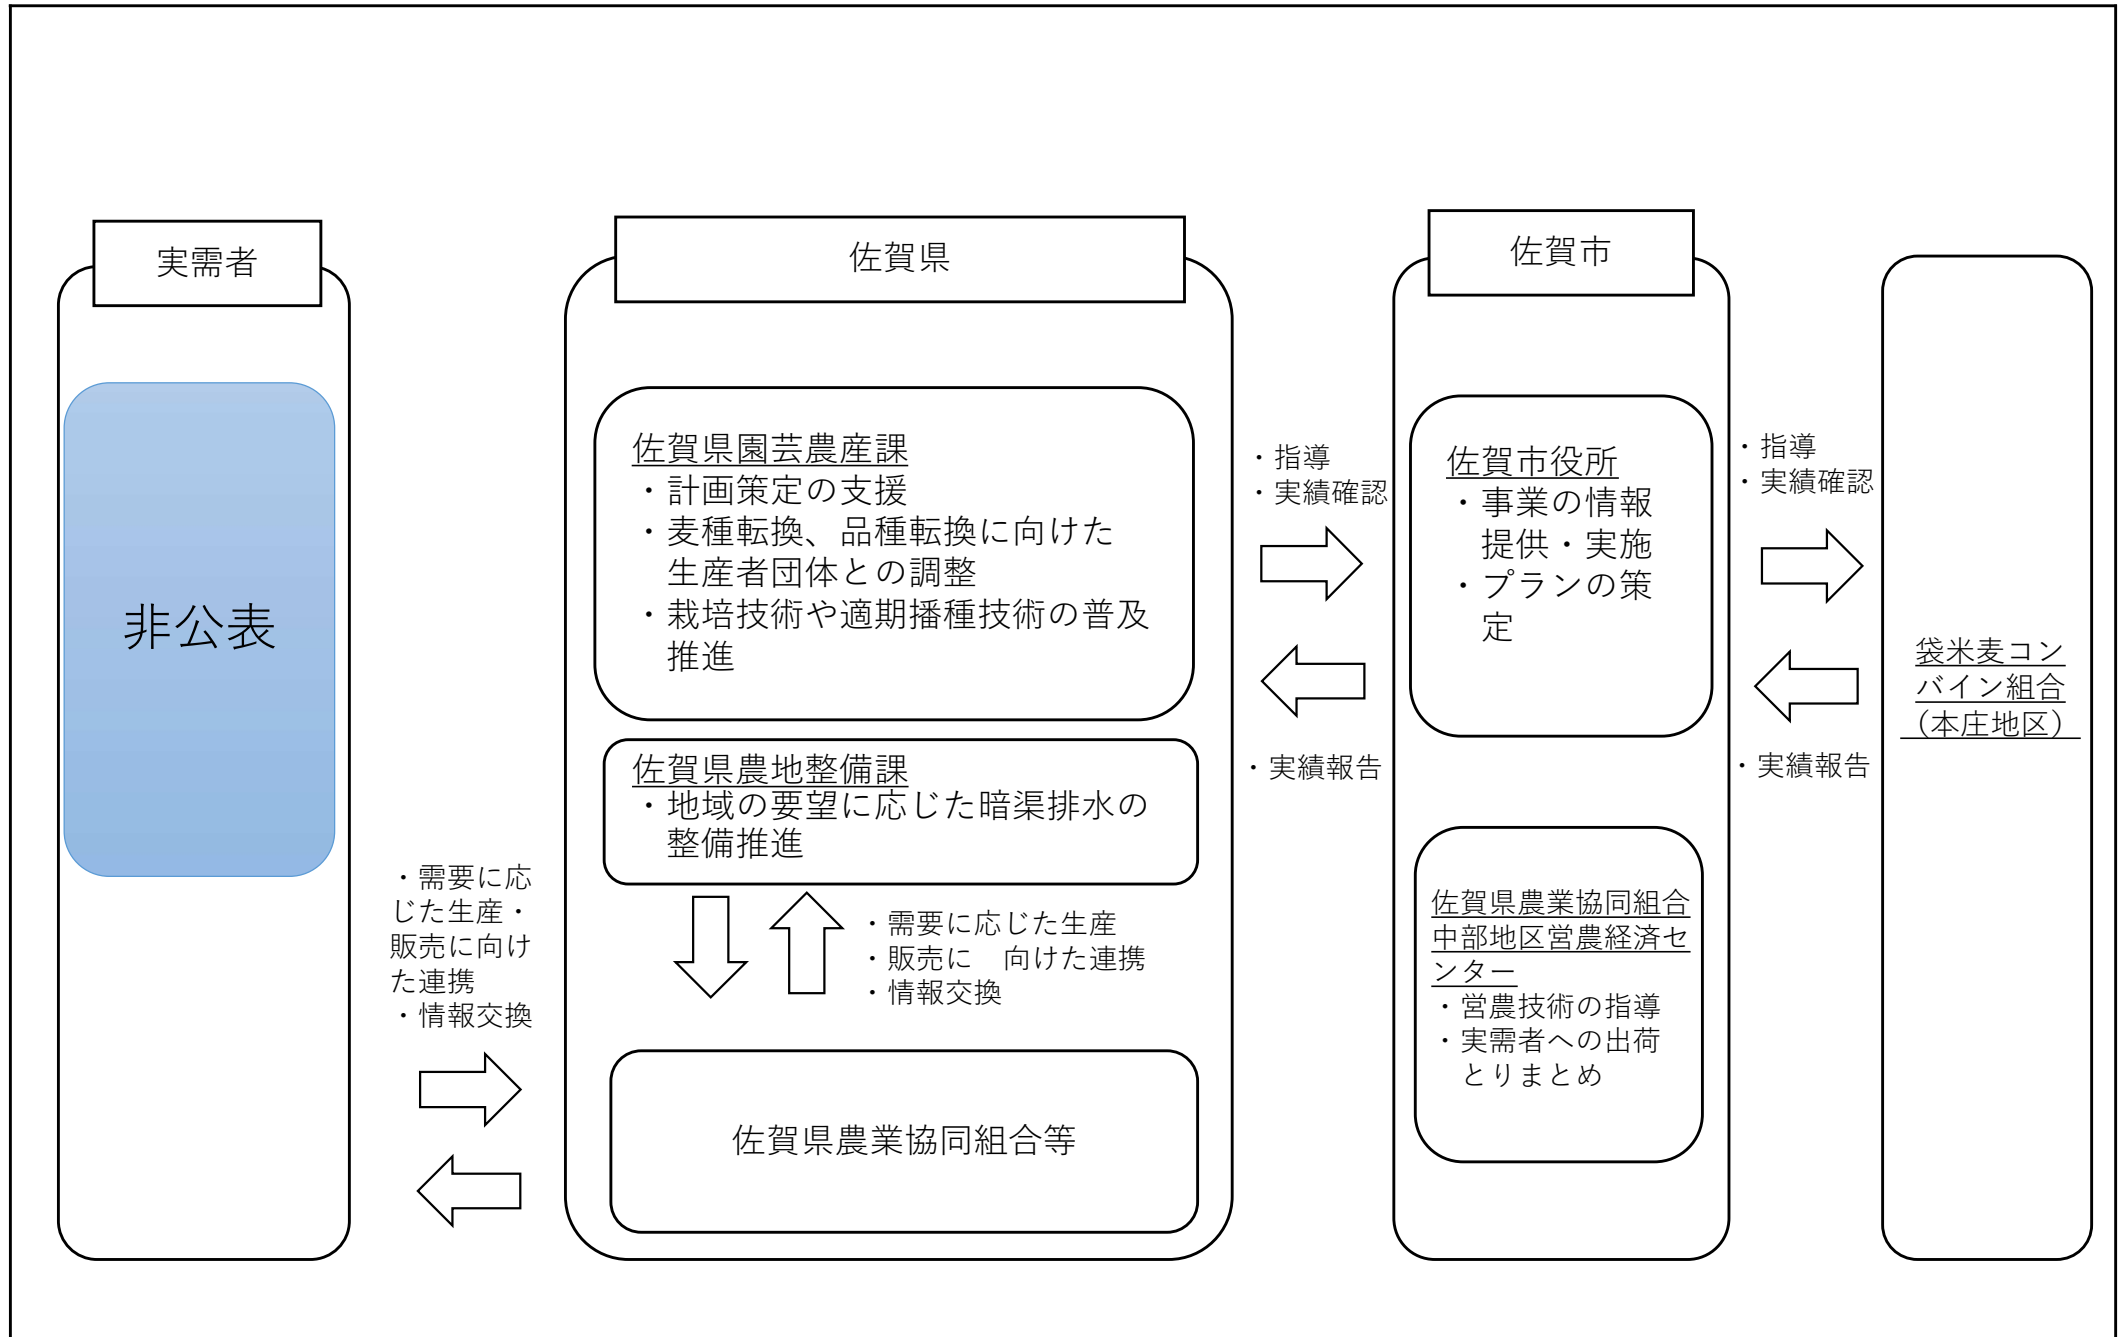 実需者
非公表
・需要に応
じた生産・
販売に向け
た連携
・情報交換
佐賀県
佐賀県園芸農産課
・計画策定の支援
・麦種転換、品種転換に向けた
生産者団体との調整
・栽培技術や適期播種技術の普及
推進
佐賀県農地整備課
・地域の要望に応じた暗渠排水の
整備推進
・需要に応じた生産
・販売に　向けた連携
・情報交換
佐賀県農業協同組合等
・指導
・実績確認
・実績報告
佐賀市
佐賀市役所
・事業の情報
提供・実施
・プランの策
定
佐賀県農業協同組合
中部地区営農経済セ
ンター
・営農技術の指導
・実需者への出荷
とりまとめ
・指導
・実績確認
・実績報告
袋米麦コン
バイン組合
（本庄地区）